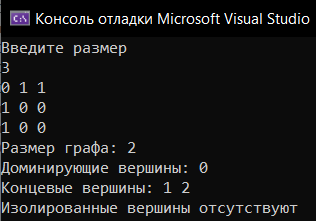 Консоль отладки Microsoft Visual Studio
Введите размер
3
0 1 1
1 0 0
1 0 0
Размер графа: 2
Доминирующие вершины: 0
Концевые вершины: 1 2
Изолированные вершины отсутствуют